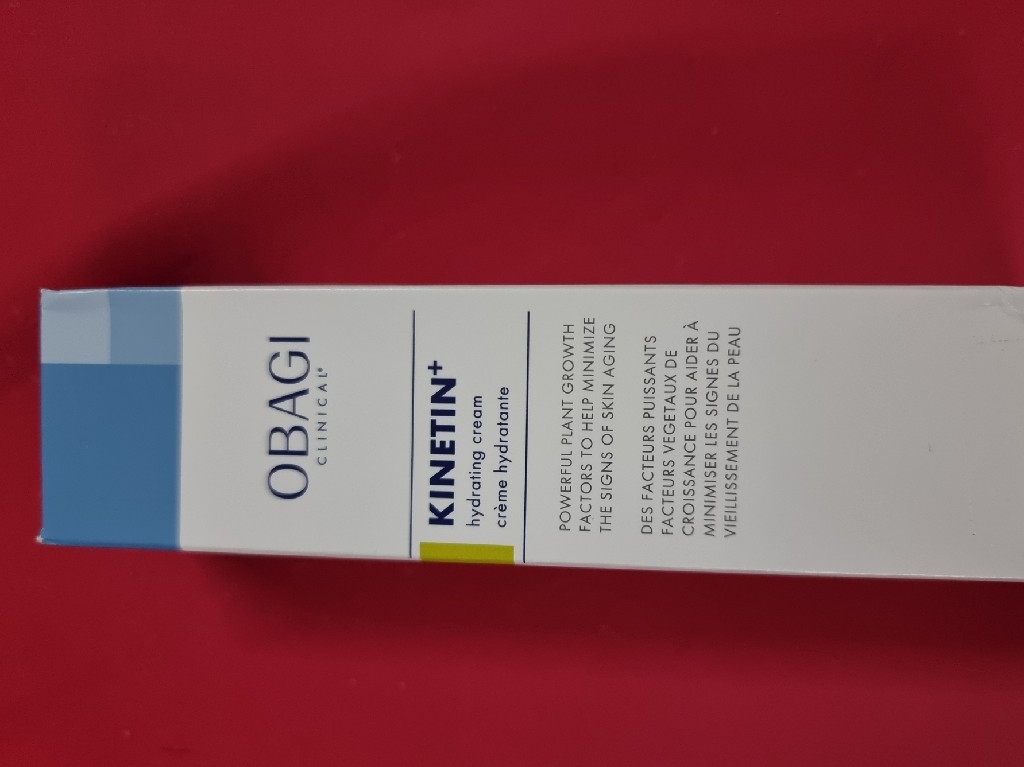 OBAGI
CLINICAL®
KINETIN+
hydrating cream
crème hydratante
POWERFUL PLANT GROWTH
FACTORS TO HELP MINIMIZE
THE SIGNS OF SKIN AGING
DES FACTEURS PUISSANTS
FACTEURS VEGETAUX DE
CROISSANCE POUR AIDER À
MINIMISER LES SIGNES DU
VIEILLISSEMENT DE LA PEAU